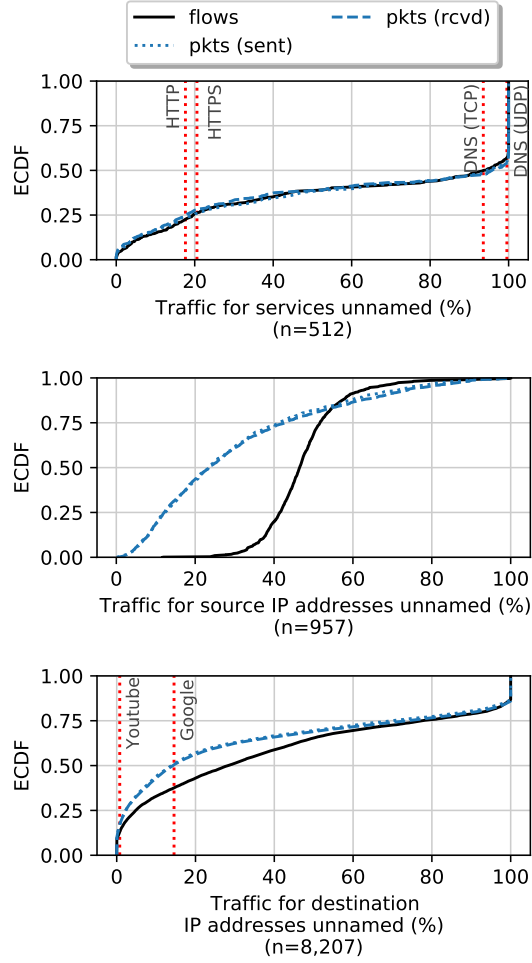 flows
pkts (rcvd)
pkts (sent)
1.00
0.75
0.50
0.25
0.00
ECDF
HTTP
HTTPS
DNS (TCP)
DNS (UDP)
0 20 40 60 80 100
Traffic for services unnamed (%)
(n=512)
1.00
0.75
0.50
0.25
0.00
ECDF
0 20 40 60 80 100
Traffic for source IP addresses unnamed (%)
(n=957)
1.00
0.75
0.50
0.25
0.00
ECDF
Youtube
Google
0 20 40 60 80 100
Traffic for destination
IP addresses unnamed (%)
(n=8,207)